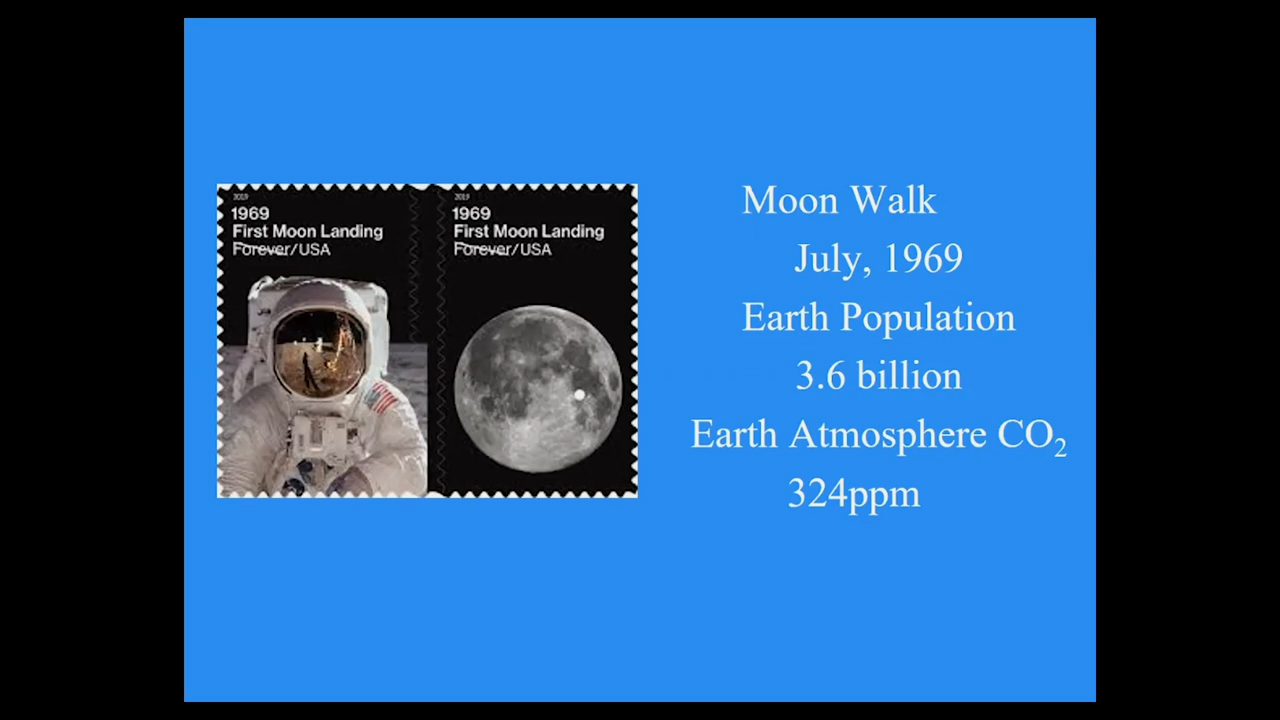 2019
1969
First Moon Landing
Forever/USA
2019
1969
First Moon Landing
Forever/USA
Moon Walk
July, 1969
Earth Population
3.6 billion
Earth Atmosphere CO₂
324ppm